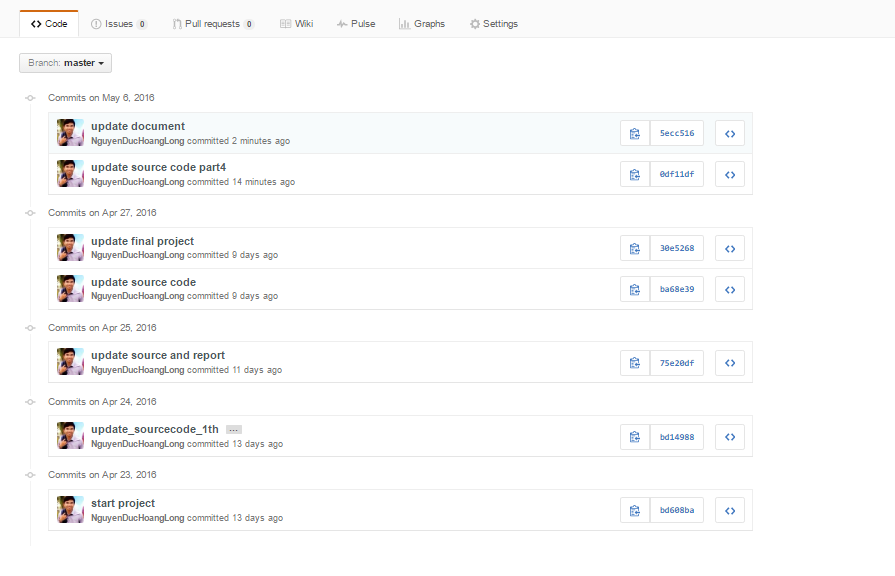 Code Issues 0 Pull requests 0 Wiki Pulse Graphs Settings
Branch: master
Commits on May 6, 2016
update document
NguyenDucHoangLong committed 2 minutes ago
5ecc516
update source code part4
NguyenDucHoangLong committed 14 minutes ago
0df11df
Commits on Apr 27, 2016
update final project
NguyenDucHoangLong committed 9 days ago
30e5268
update source code
NguyenDucHoangLong committed 9 days ago
ba68e39
Commits on Apr 25, 2016
update source and report
NguyenDucHoangLong committed 11 days ago
75e20df
Commits on Apr 24, 2016
update_sourcecode_1th ...
NguyenDucHoangLong committed 13 days ago
bd14988
Commits on Apr 23, 2016
start project
NguyenDucHoangLong committed 13 days ago
bd608ba